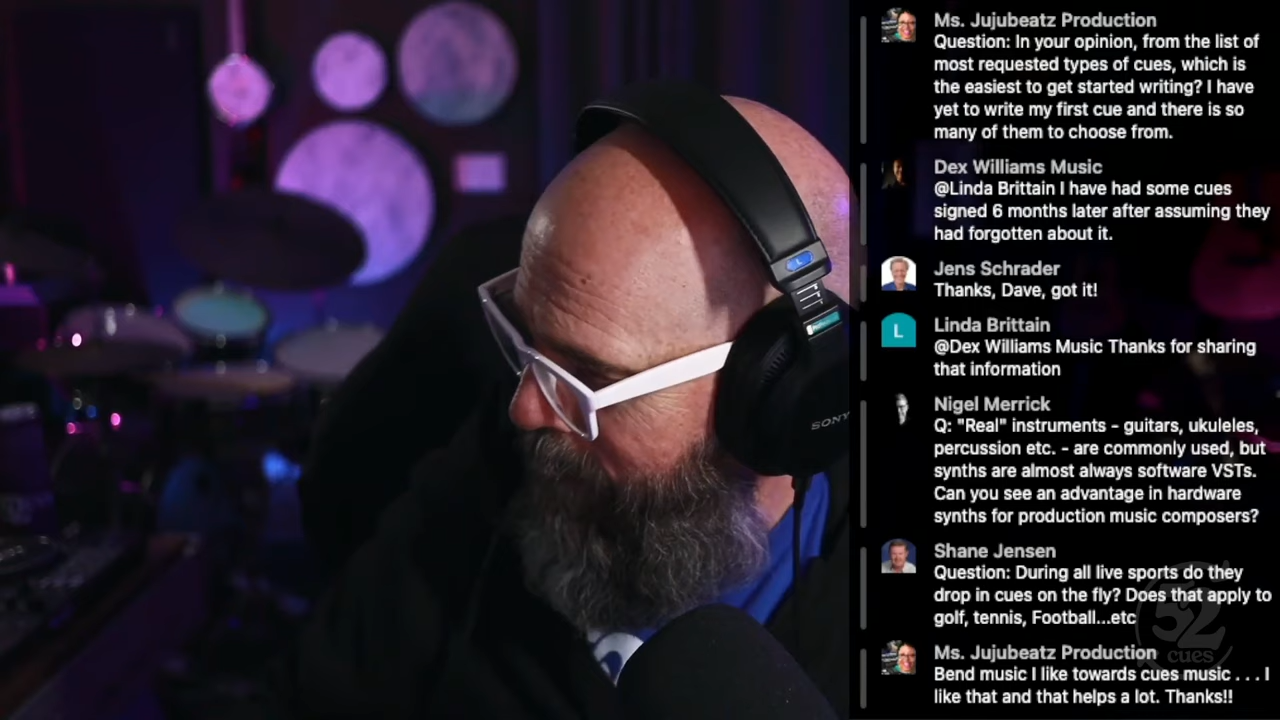 Ms. Jujubeatz Production
Question: In your opinion, from the list of
most requested types of cues, which is
the easiest to get started writing? I have
yet to write my first cue and there is so
many of them to choose from.
Dex Williams Music
@Linda Brittain I have had some cues
signed 6 months later after assuming they
had forgotten about it.
Jens Schrader
Thanks, Dave, got it!
L
Linda Brittain
@Dex Williams Music Thanks for sharing
that information
Nigel Merrick
Q: "Real" instruments - guitars, ukuleles,
percussion etc. - are commonly used, but
synths are almost always software VSTs.
Can you see an advantage in hardware
synths for production music composers?
Shane Jensen
Question: During all live sports do they
drop in cues on the fly? Does that apply to
golf, tennis, Football...etc
Ms. Jujubeatz Production
Bend music I like towards cues music . . . I
like that and that helps a lot. Thanks!!
L
SONY
52
cues